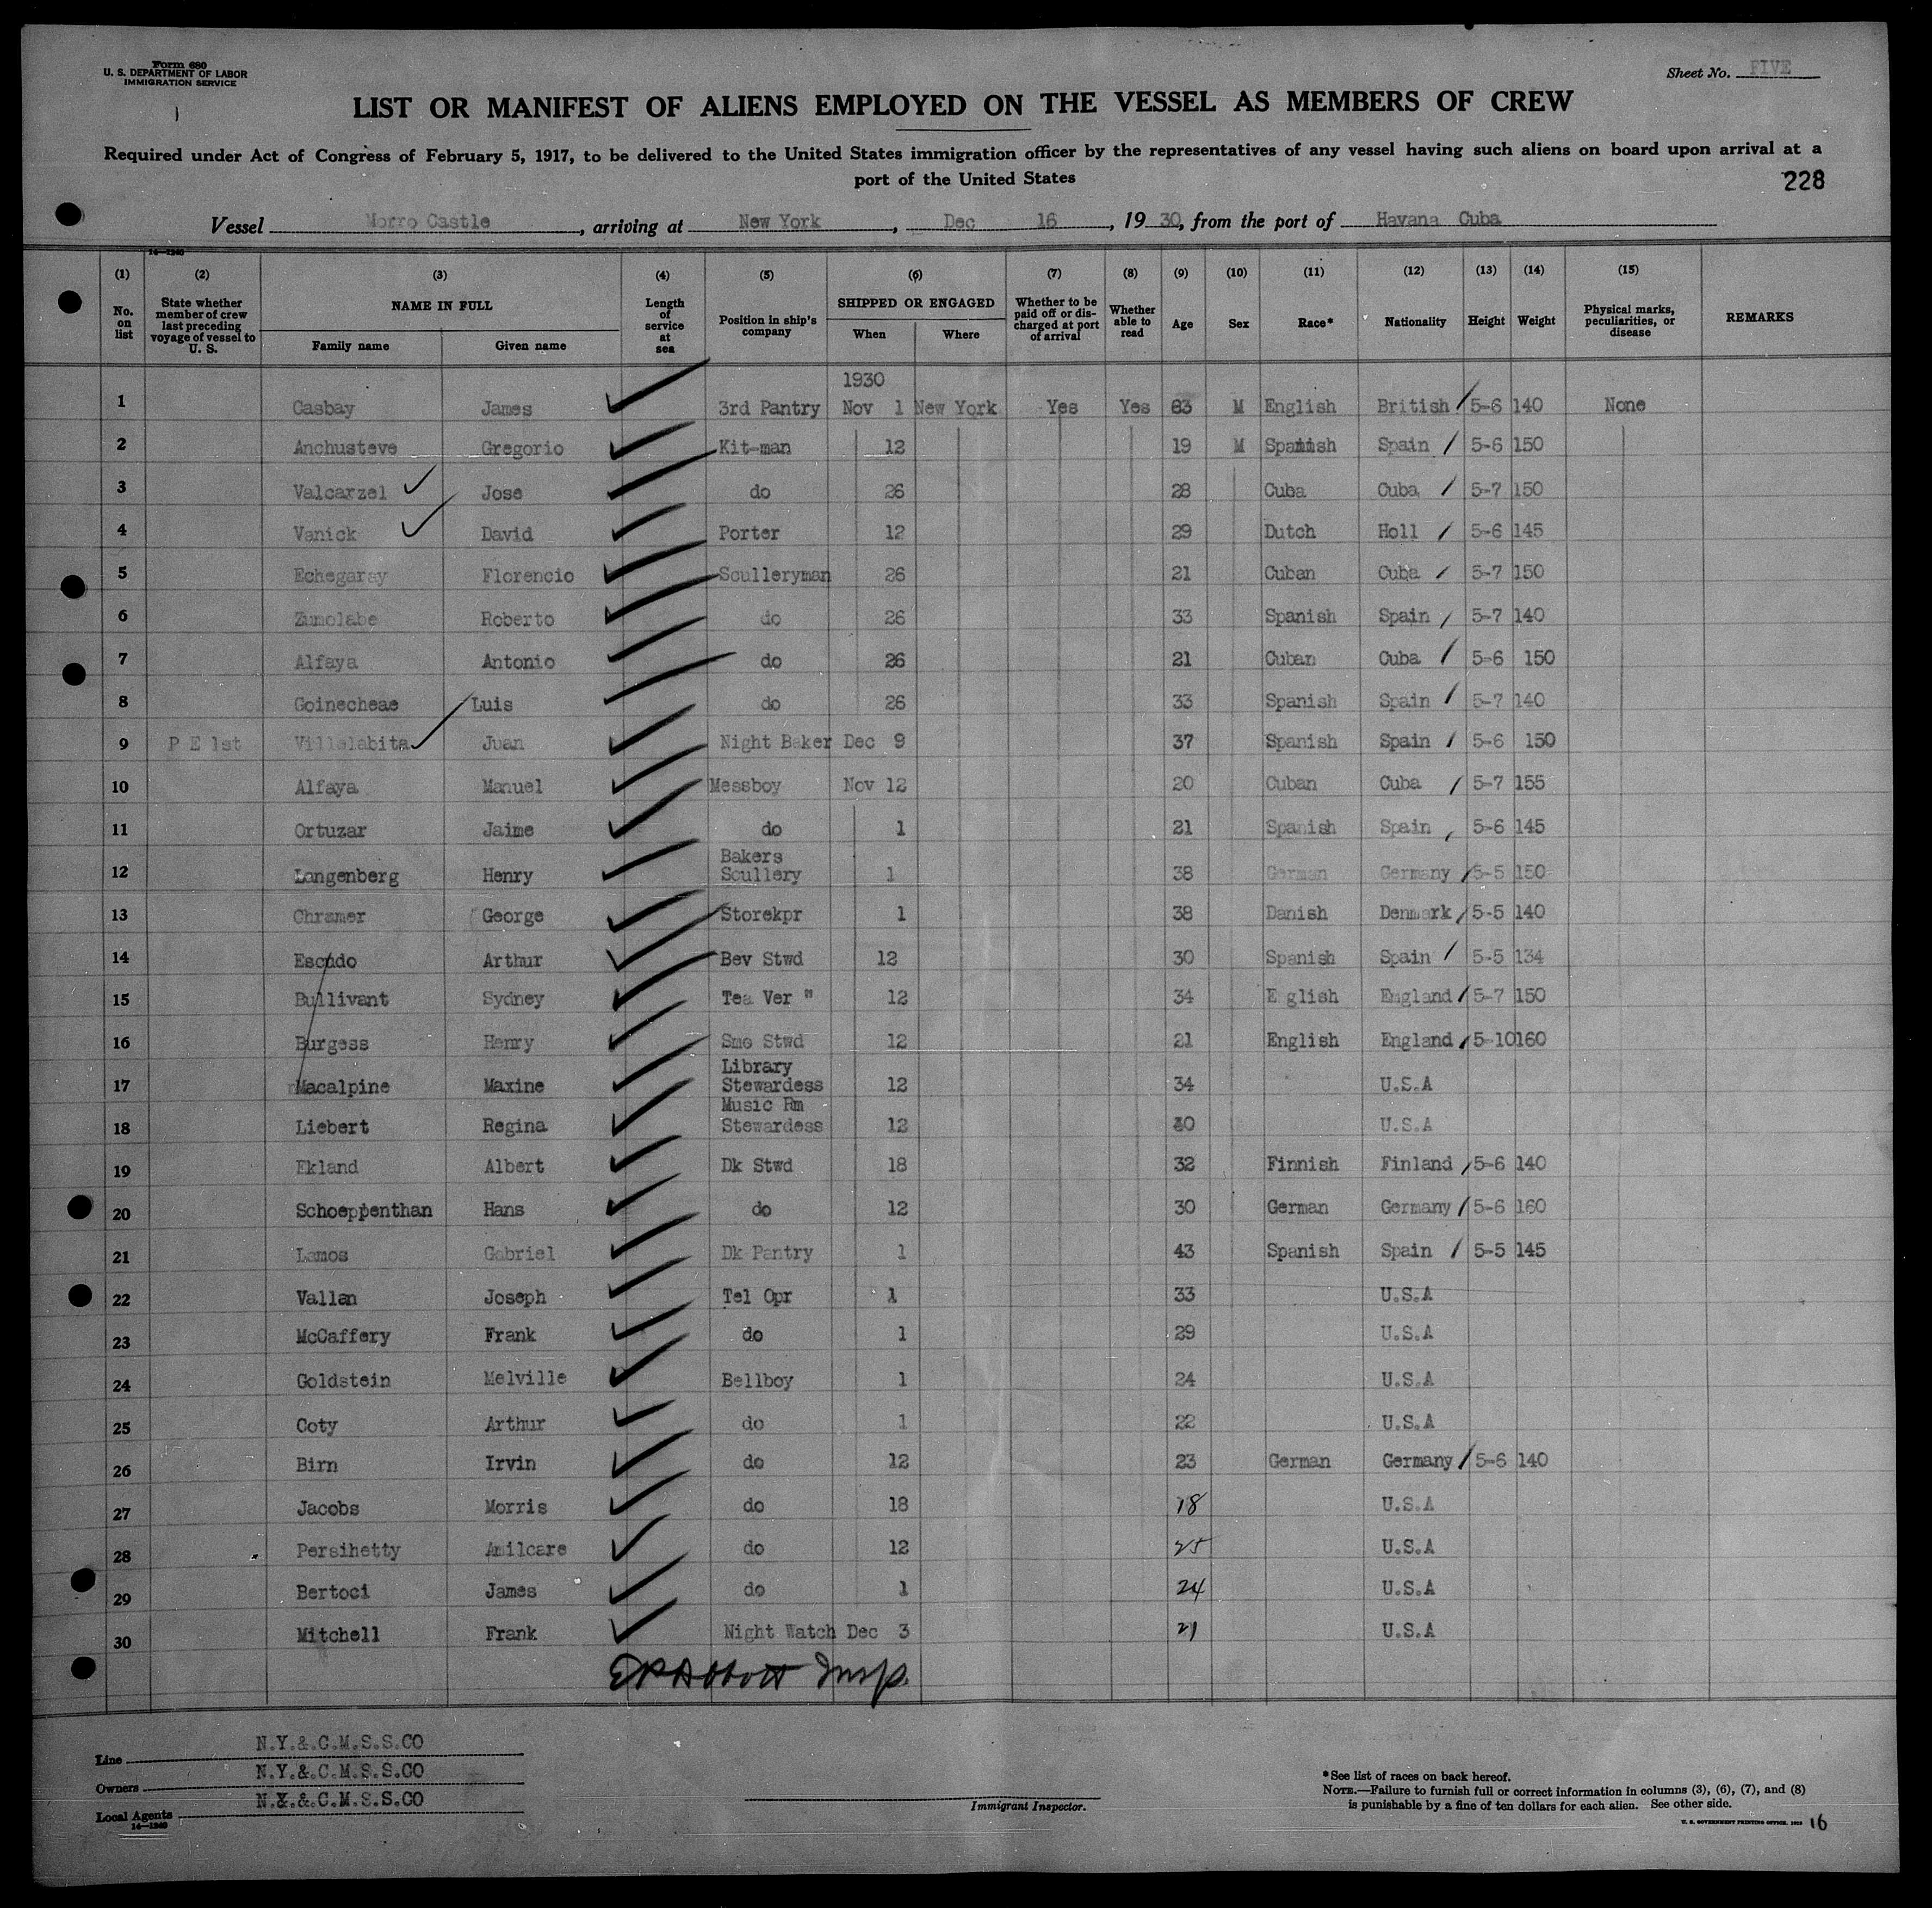 Form 680
U. S. DEPARTMENT OF LABOR
IMMIGRATION SERVICE
Sheet No. FIVE
LIST OR MANIFEST OF ALIENS EMPLOYED ON THE VESSEL AS MEMBERS OF CREW
Required under Act of Congress of February 5, 1917, to be delivered to the United States immigration officer by the representatives of any vessel having such aliens on board upon arrival at a
port of the United States
228
Vessel Morro Castle, arriving at New York, Dec 16, 1930, from the port of Havana Cuba
14—1240
(1) (2) (3) (4) (5) (6) (7) (8) (9) (10) (11) (12) (13) (14) (15)
No. on list State whether member of crew last preceding voyage of vessel to U. S. NAME IN FULL Family name Given name Length of service at sea Position in ship's company SHIPPED OR ENGAGED When Where Whether to be paid off or discharged at port of arrival Whether able to read Age Sex Race* Nationality Height Weight Physical marks, peculiarities, or disease REMARKS
1930
1 Casbay James 3rd Pantry Nov 1 New York Yes Yes 63 M English British 5-6 140 None
2 Anchusteve Gregorio Kit-man 12 19 M Spanish Spain 5-6 150
3 Valcarzel Jose do 26 28 Cuba Cuba 5-7 150
4 Vanick David Porter 12 29 Dutch Holl 5-6 145
5 Echegaray Florencio Sculleryman 26 21 Cuban Cuba 5-7 150
6 Zumolabe Roberto do 26 33 Spanish Spain 5-7 140
7 Alfaya Antonio do 26 21 Cuban Cuba 5-6 150
8 Goinecheae Luis do 26 33 Spanish Spain 5-7 140
9 P E 1st Villalabita Juan Night Baker Dec 9 37 Spanish Spain 5-6 150
10 Alfaya Manuel Messboy Nov 12 20 Cuban Cuba 5-7 155
11 Ortuzar Jaime do 1 21 Spanish Spain 5-6 145
12 Langenberg Henry Bakers Scullery 1 38 German Germany 5-5 150
13 Chramer George Storekpr 1 38 Danish Denmark 5-5 140
14 Escudo Arthur Bev Stwd 12 30 Spanish Spain 5-5 134
15 Bullivant Sydney Tea Ver " 12 34 E glish England 5-7 150
16 Burgess Henry Smo Stwd 12 21 English England 5-10 160
17 Macalpine Maxine Library Stewardess 12 34 U.S.A
18 Liebert Regina Music Rm Stewardess 12 30 U.S.A
19 Ekland Albert Dk Stwd 18 32 Finnish Finland 5-6 140
20 Schoeppenthan Hans do 12 30 German Germany 5-6 160
21 Lamos Gabriel Dk Pantry 1 43 Spanish Spain 5-5 145
22 Vallan Joseph Tel Opr 1 33 U.S.A
23 McCaffery Frank do 1 29 U.S.A
24 Goldstein Melville Bellboy 1 24 U.S.A
25 Coty Arthur do 1 22 U.S.A
26 Birn Irvin do 12 23 German Germany 5-6 140
27 Jacobs Morris do 18 18 U.S.A
28 Persihetty Amilcare do 12 25 U.S.A
29 Bertoci James do 1 24 U.S.A
30 Mitchell Frank Night Watch Dec 3 21 U.S.A
EPAbbott Insp.
Line N.Y.&.C.M.S.S.CO
Owners N.Y.&.C.M.S.S.CO
Local Agents N.Y.&.C.M.S.S.CO
14—1240
Immigrant Inspector.
*See list of races on back hereof.
NOTE.—Failure to furnish full or correct information in columns (3), (6), (7), and (8)
is punishable by a fine of ten dollars for each alien. See other side.
U. S. GOVERNMENT PRINTING OFFICE. 16